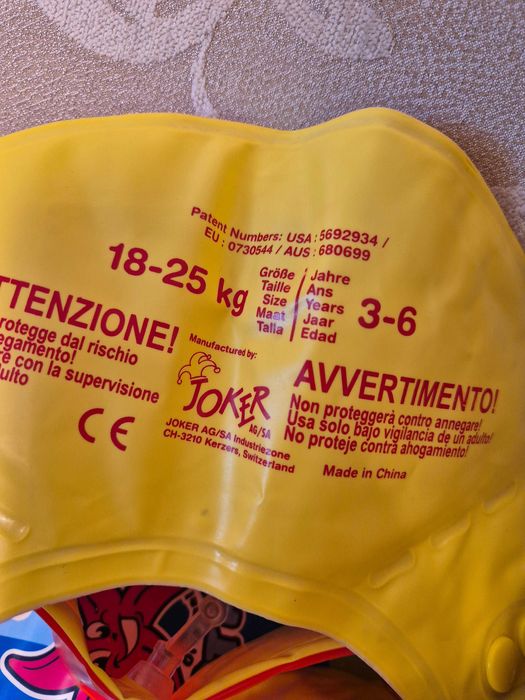 Patent Numbers: USA : 5692934 /
EU : 0730544 / AUS : 680699
18-25 kg
Größe
Taille
Size
Maat
Talla
Jahre
Ans
Years
Jaar
Edad
3-6
TTENZIONE!
rotegge dal rischio
egamento!
e con la supervisione
ulto
CE
Manufactured by:
JOKER
AG/SA
JOKER AG/SA Industriezone
CH-3210 Kerzers, Switzerland
AVVERTIMENTO!
Non proteggerà contro annegare!
Usa solo bajo vigilancia de un adulto!
No proteje contra ahogamiento!
Made in China